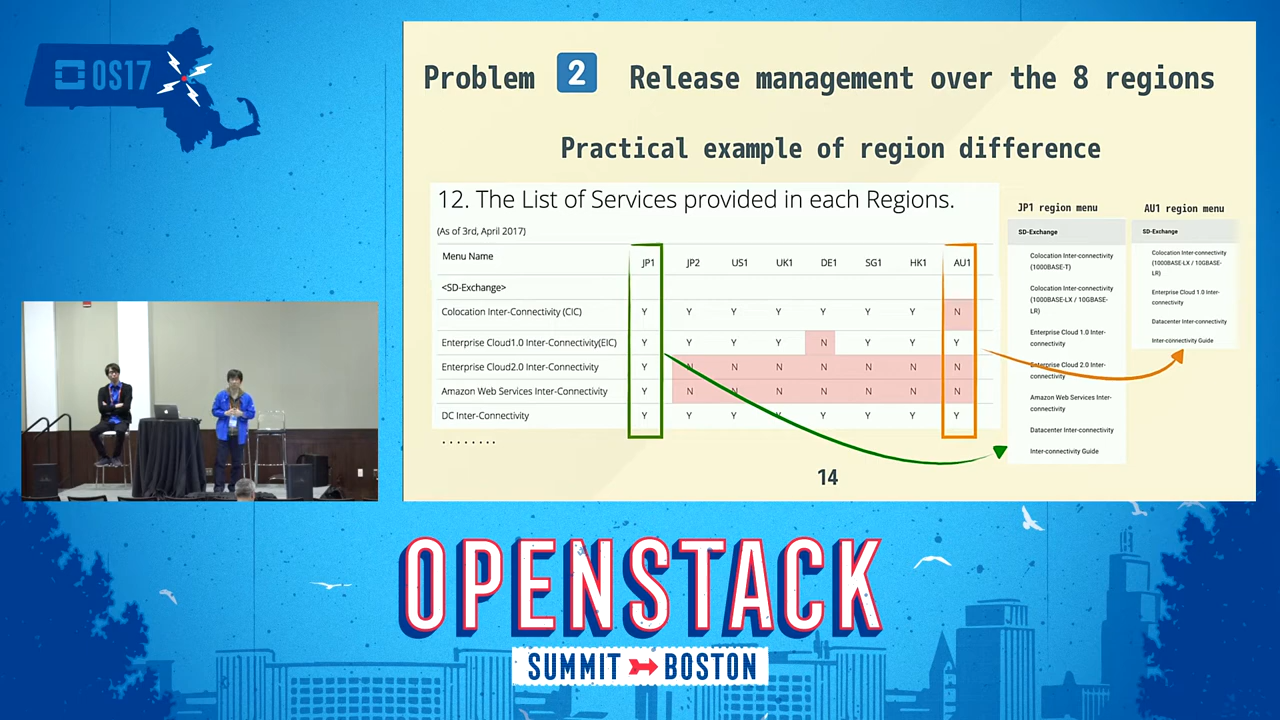 OS17
Problem 2 Release management over the 8 regions
Practical example of region difference
12. The List of Services provided in each Regions.
(As of 3rd, April 2017)
Menu Name JP1 JP2 US1 UK1 DE1 SG1 HK1 AU1
<SD-Exchange>
Colocation Inter-Connectivity (CIC) Y Y Y Y Y Y Y N
Enterprise Cloud1.0 Inter-Connectivity(EIC) Y Y Y Y N Y Y Y
Enterprise Cloud2.0 Inter-Connectivity Y N N N N N N N
Amazon Web Services Inter-Connectivity Y N N N N N N N
DC Inter-Connectivity Y Y Y Y Y Y Y Y
. . . . . . . .
JP1 region menu
SD-Exchange
Colocation Inter-connectivity
(1000BASE-T)
Colocation Inter-connectivity
(1000BASE-LX / 10GBASE-
LR)
Enterprise Cloud 1.0 Inter-
connectivity
Enterprise Cloud 2.0 Inter-
connectivity
Amazon Web Services Inter-
connectivity
Datacenter Inter-connectivity
Inter-connectivity Guide
AU1 region menu
SD-Exchange
Colocation Inter-connectivity
(1000BASE-LX / 10GBASE-
LR)
Enterprise Cloud 1.0 Inter-
connectivity
Datacenter Inter-connectivity
Inter-connectivity Guide
14
OPENSTACK
SUMMIT BOSTON